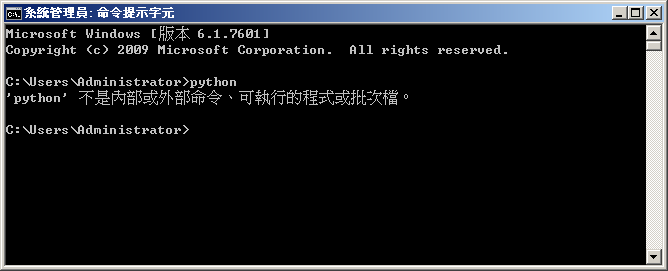 系統管理員: 命令提示字元
Microsoft Windows [版本 6.1.7601]
Copyright (c) 2009 Microsoft Corporation.  All rights reserved.
C:\Users\Administrator>python
'python' 不是內部或外部命令、可執行的程式或批次檔。
C:\Users\Administrator>